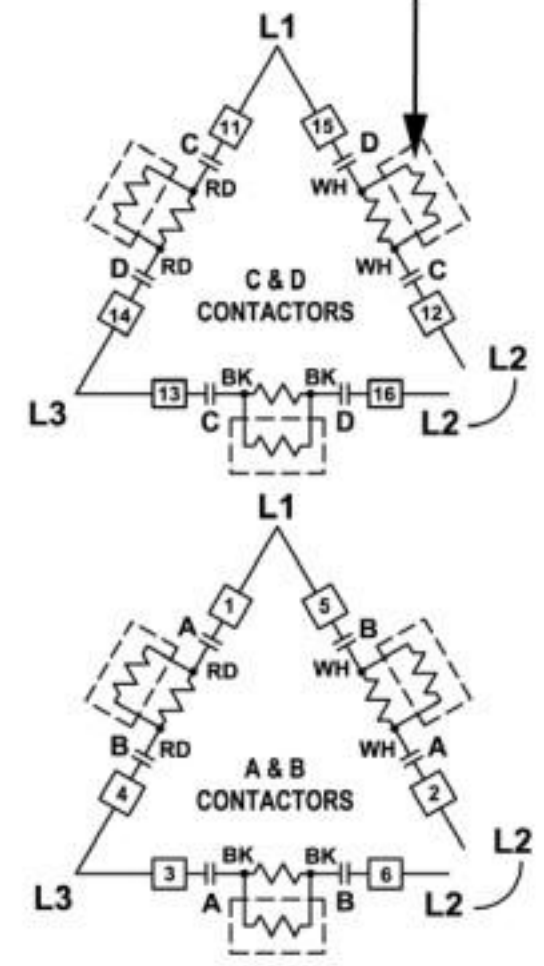 L1
11 15
C D
RD WH
D RD WH C
C & D
CONTACTORS
14 12
L2
13 BK BK 16
L3 C D L2
L1
1 5
A B
RD WH
B RD WH A
A & B
CONTACTORS
4 2
L2
3 BK BK 6
L3 A B L2